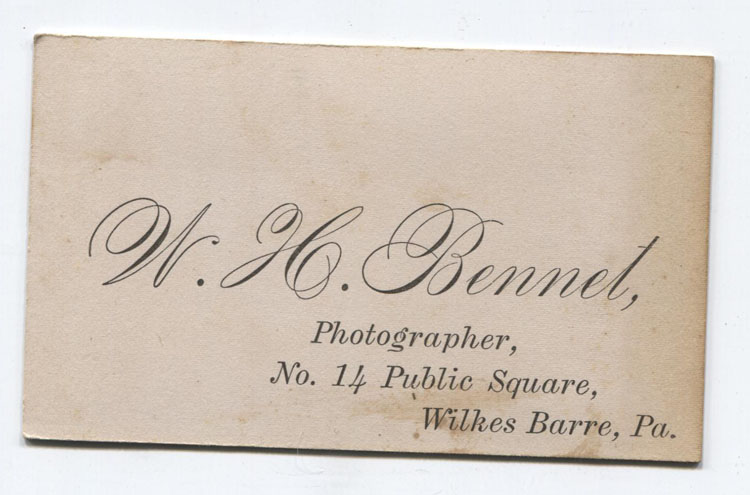 W. H. Bennet,
Photographer,
No. 14 Public Square,
Wilkes Barre, Pa.